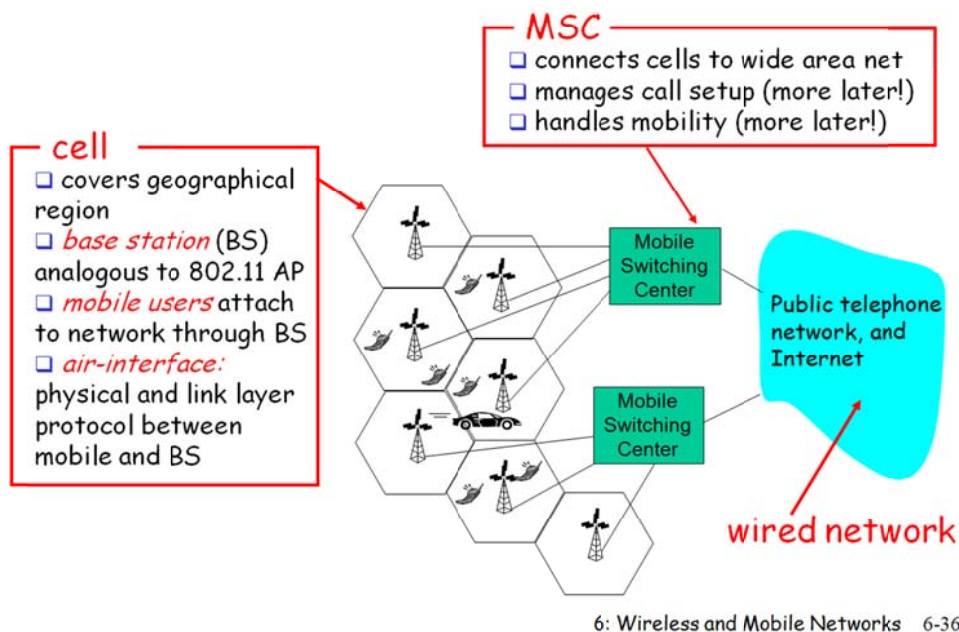 MSC
❑ connects cells to wide area net
❑ manages call setup (more later!)
❑ handles mobility (more later!)
cell
❑ covers geographical
region
❑ base station (BS)
analogous to 802.11 AP
❑ mobile users attach
to network through BS
❑ air-interface:
physical and link layer
protocol between
mobile and BS
Mobile
Switching
Center
Public telephone
network, and
Internet
Mobile
Switching
Center
wired network
6: Wireless and Mobile Networks 6-36